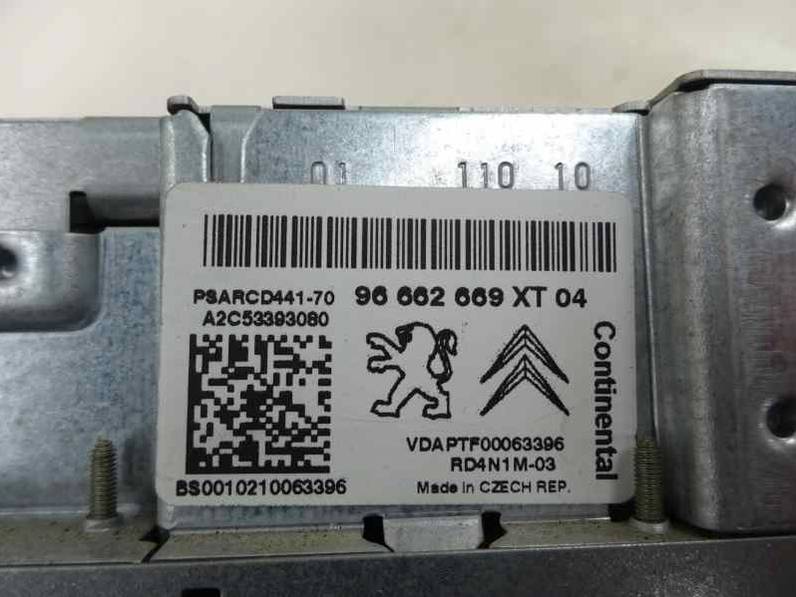 01 110 10
PSARCD441-70 96 662 669 XT 04
A2C53393080
Continental
VDAPTF00063396
RD4N1M-03
BS0010210063396 Made in CZECH REP.